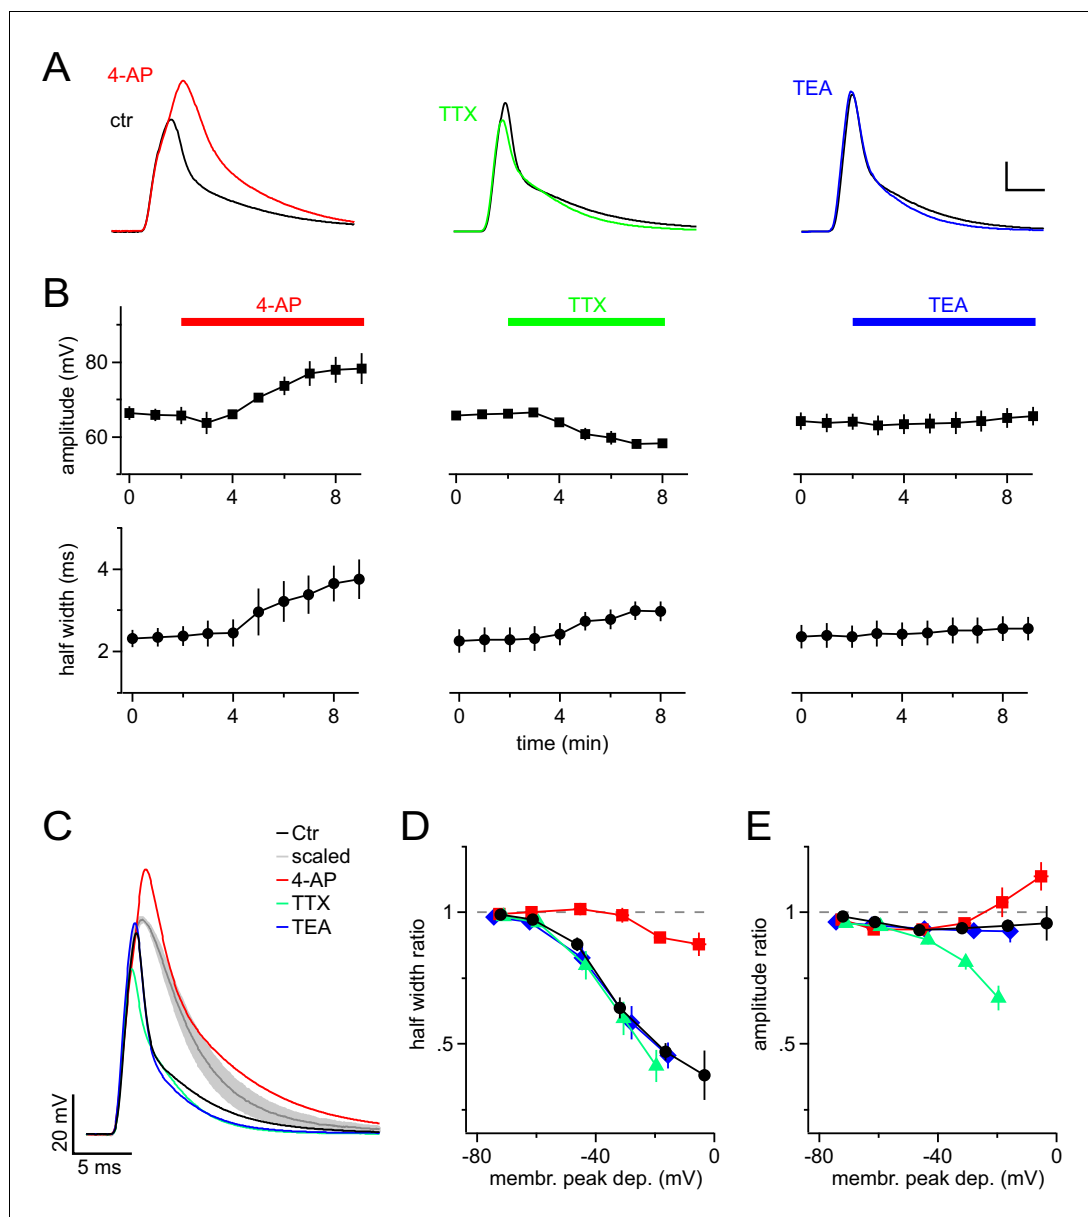 A
4-AP
ctr
TTX
TEA
B
4-AP
TTX
TEA
amplitude (mV)
80
60
0
4
8
0
4
8
0
4
8
half width (ms)
4
2
0
4
8
0
4
8
0
4
8
time (min)
C
Ctr
scaled
4-AP
TTX
TEA
20 mV
5 ms
D
half width ratio
1
.5
-80
-40
0
membr. peak dep. (mV)
E
amplitude ratio
1
.5
-80
-40
0
membr. peak dep. (mV)